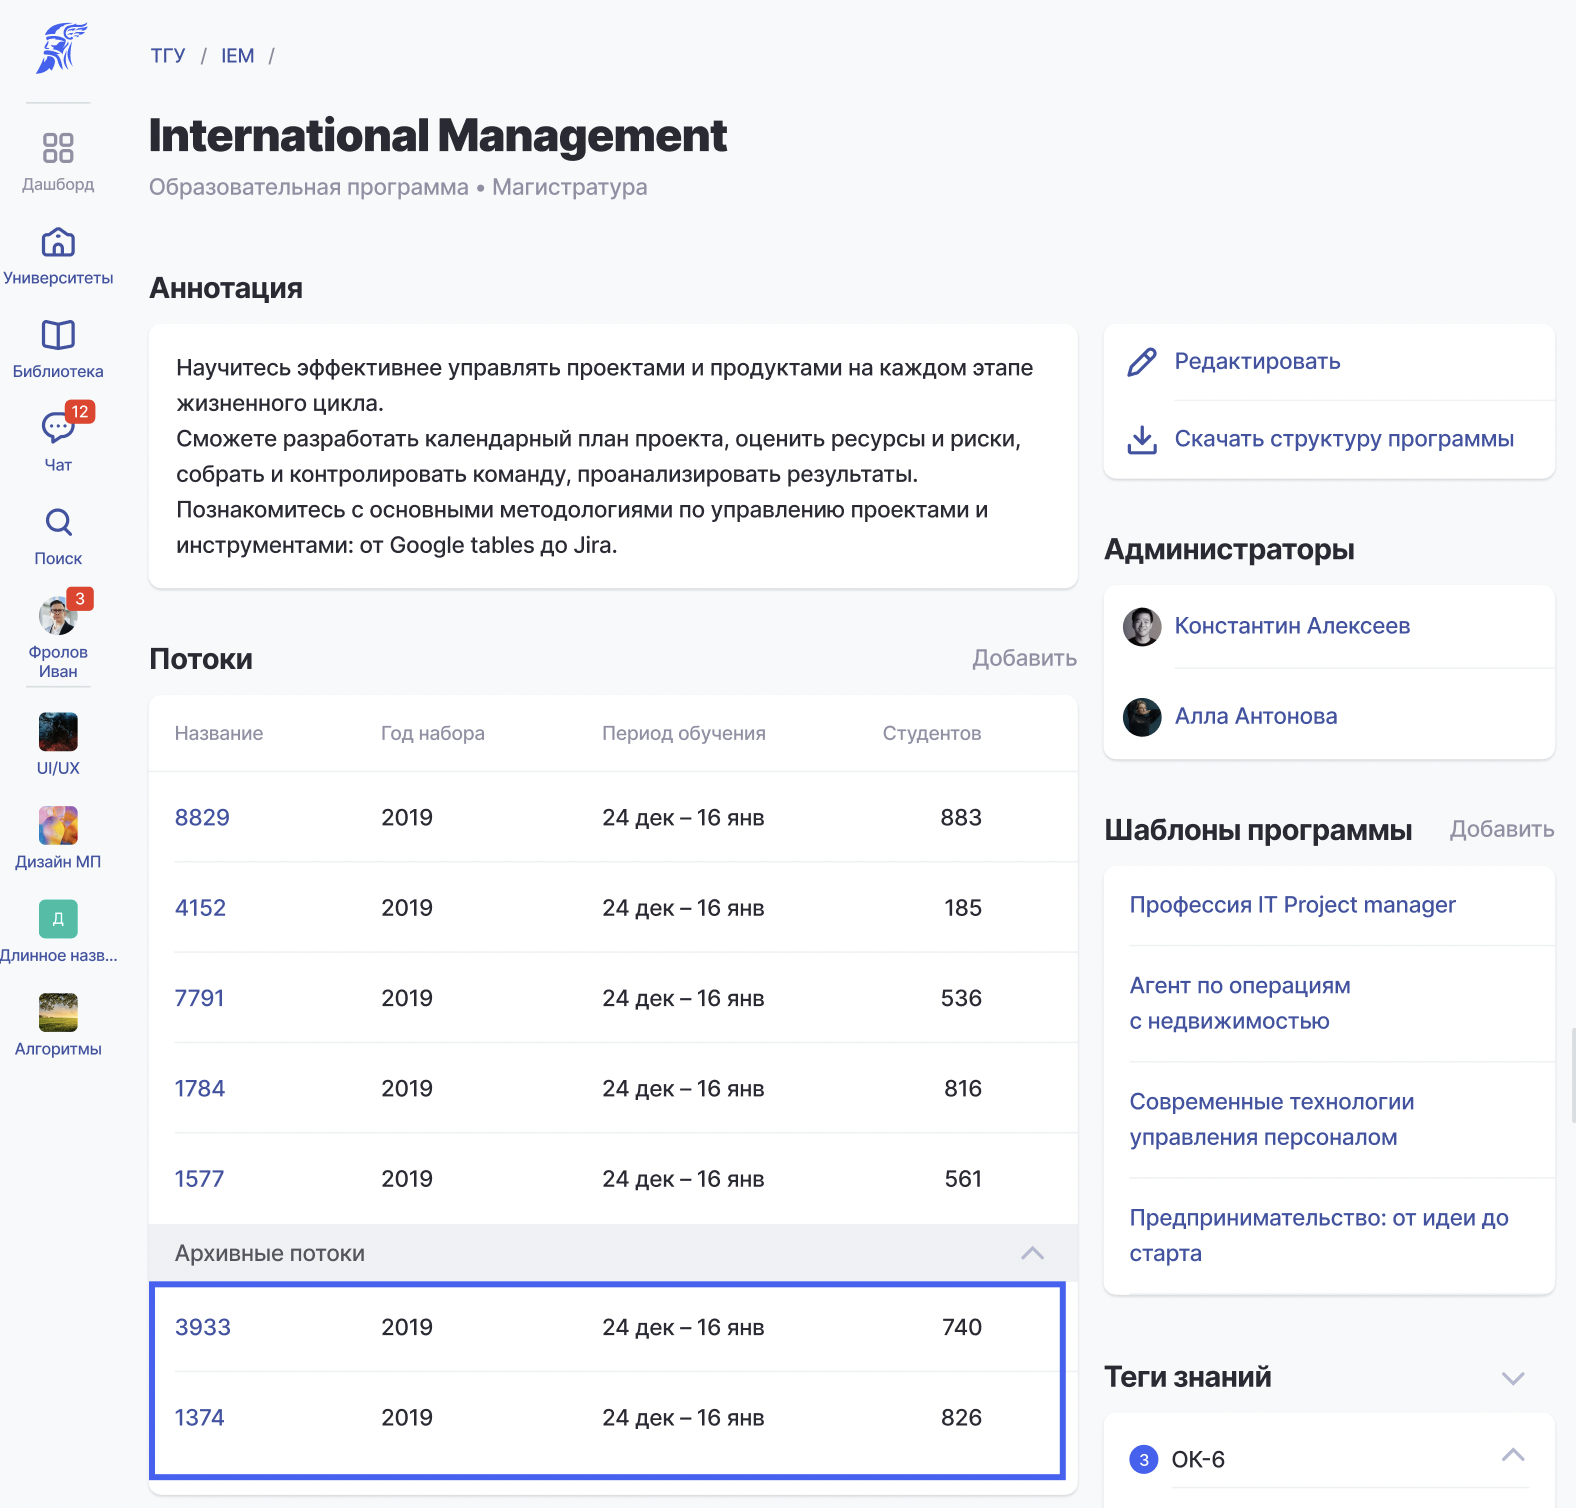 ТГУ / IEM /
International Management
Образовательная программа • Магистратура
Дашборд
Университеты
Библиотека
12
Чат
Поиск
3
Фролов
Иван
UI/UX
Дизайн МП
Д
Длинное назв...
Алгоритмы
Аннотация
Научитесь эффективнее управлять проектами и продуктами на каждом этапе
жизненного цикла.
Сможете разработать календарный план проекта, оценить ресурсы и риски,
собрать и контролировать команду, проанализировать результаты.
Познакомитесь с основными методологиями по управлению проектами и
инструментами: от Google tables до Jira.
Потоки Добавить
Название Год набора Период обучения Студентов
8829 2019 24 дек – 16 янв 883
4152 2019 24 дек – 16 янв 185
7791 2019 24 дек – 16 янв 536
1784 2019 24 дек – 16 янв 816
1577 2019 24 дек – 16 янв 561
Архивные потоки
3933 2019 24 дек – 16 янв 740
1374 2019 24 дек – 16 янв 826
Редактировать
Скачать структуру программы
Администраторы
Константин Алексеев
Алла Антонова
Шаблоны программы Добавить
Профессия IT Project manager
Агент по операциям
с недвижимостью
Современные технологии
управления персоналом
Предпринимательство: от идеи до
старта
Теги знаний
3 ОК-6